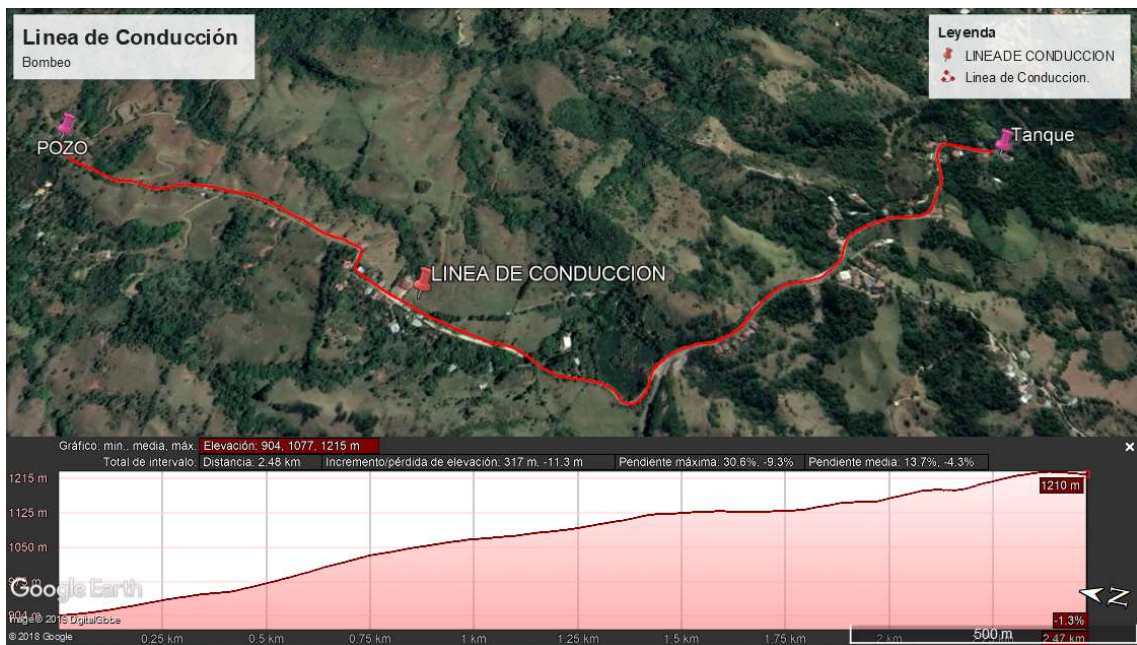 Linea de Conducción
Bombeo
Leyenda
LINEADE CONDUCCION
Linea de Conduccion.
POZO
Tanque
LINEA DE CONDUCCION
Gráfico: min., media, máx. Elevación: 904, 1077, 1215 m
Total de intervalo: Distancia: 2.48 km Incremento/pérdida de elevación: 317 m, -11.3 m Pendiente máxima: 30.6%, -9.3% Pendiente media: 13.7%, -4.3%
1215 m
1210 m
1125 m
1050 m
Google Earth
904 m
Image © 2018 DigitalGlobe
© 2018 Google
0.25 km 0.5 km 0.75 km 1 km 1.25 km 1.5 km 1.75 km 2 km 2.47 km
-1.3%
500 m
N